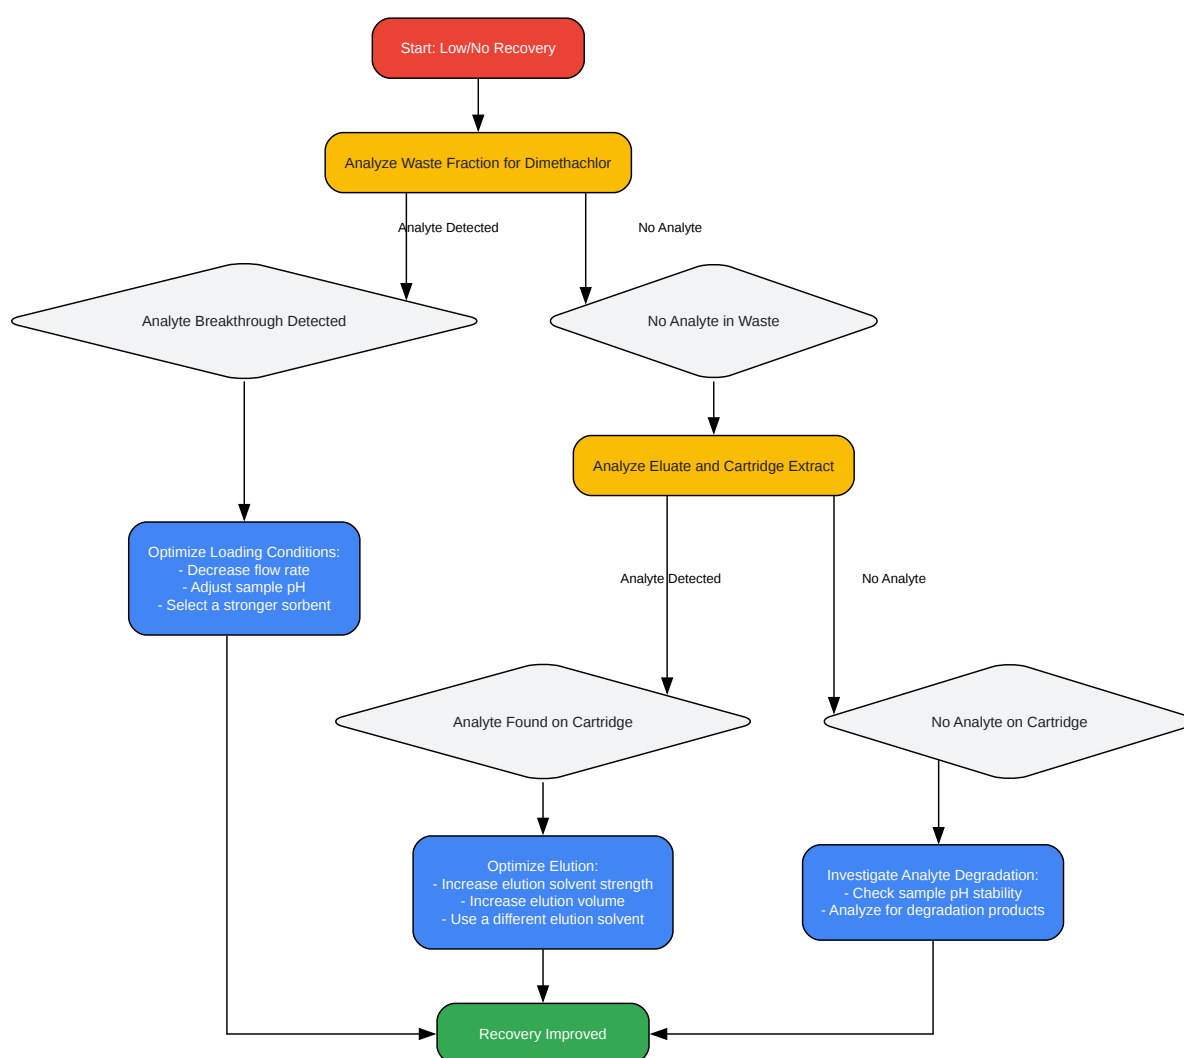 Start: Low/No Recovery
Analyze Waste Fraction for Dimethachlor
Analyte Detected
No Analyte
Analyte Breakthrough Detected
No Analyte in Waste
Analyze Eluate and Cartridge Extract
Optimize Loading Conditions:
- Decrease flow rate
- Adjust sample pH
- Select a stronger sorbent
Analyte Detected
No Analyte
Analyte Found on Cartridge
No Analyte on Cartridge
Optimize Elution:
- Increase elution solvent strength
- Increase elution volume
- Use a different elution solvent
Investigate Analyte Degradation:
- Check sample pH stability
- Analyze for degradation products
Recovery Improved